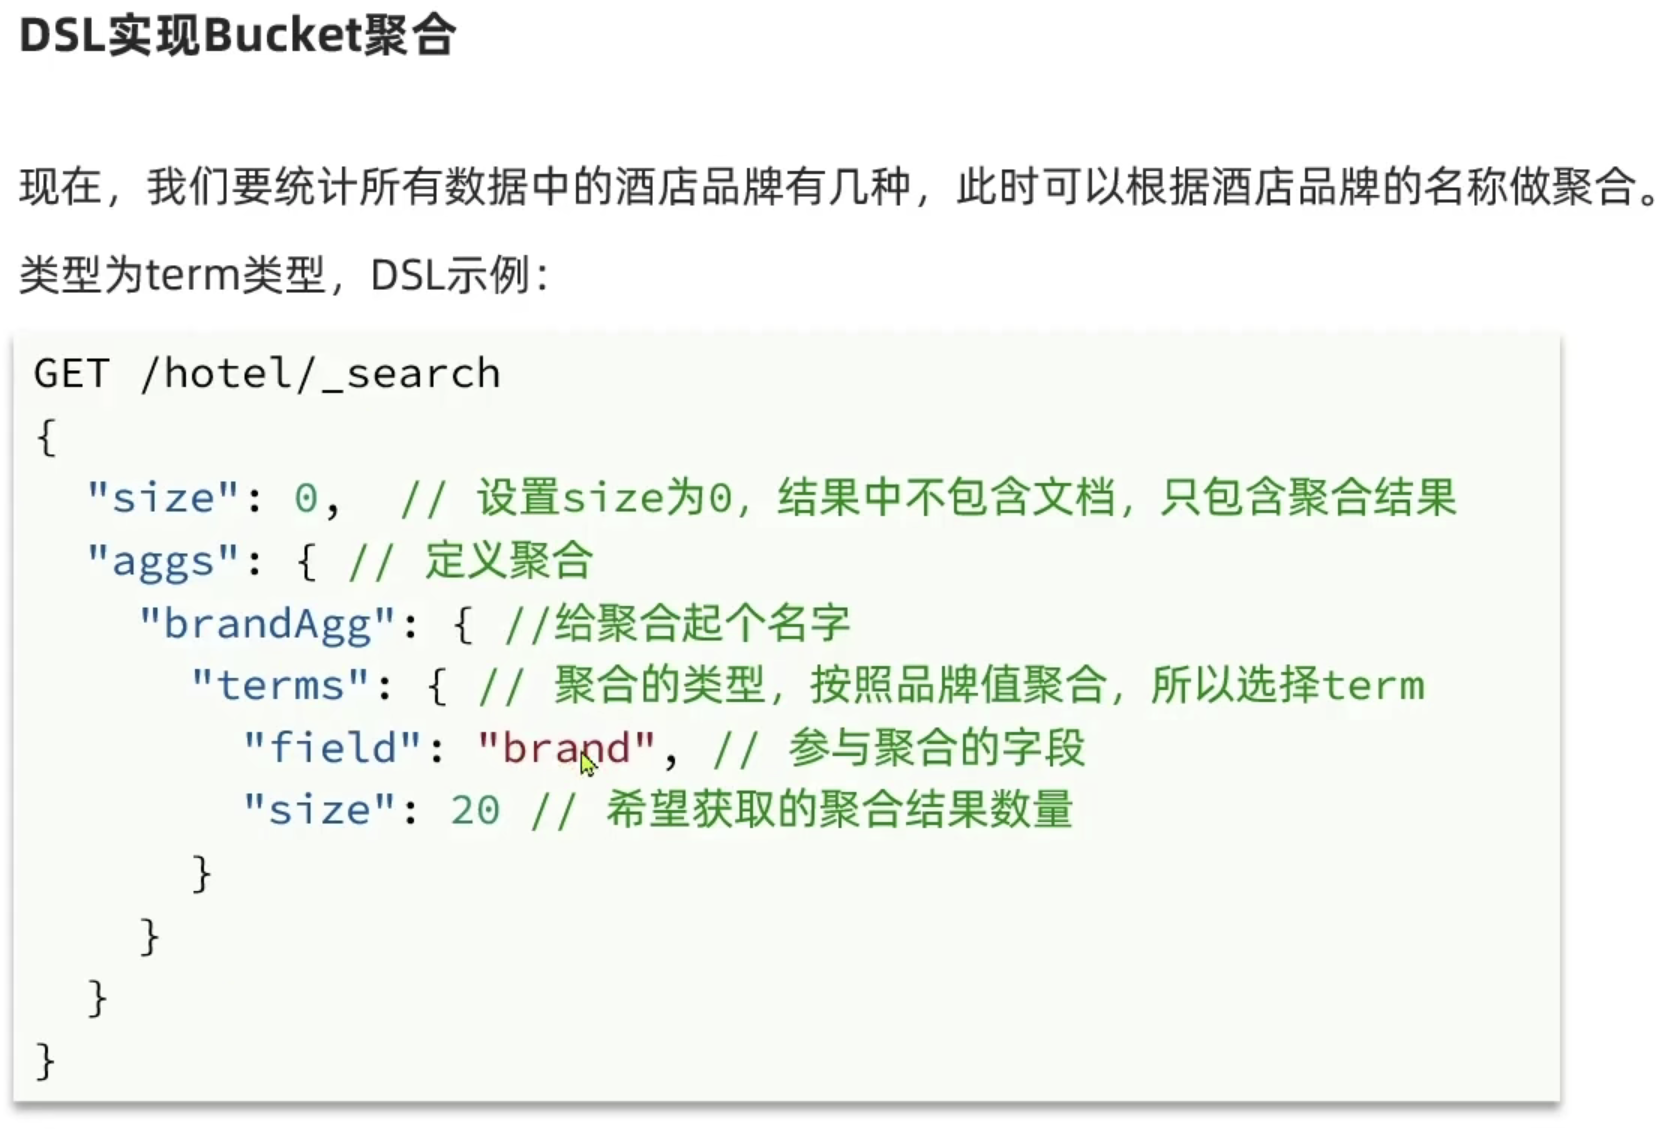 DSL实现Bucket聚合
现在，我们要统计所有数据中的酒店品牌有几种，此时可以根据酒店品牌的名称做聚合。
类型为term类型，DSL示例：
GET /hotel/_search
{
  "size": 0,  // 设置size为0，结果中不包含文档，只包含聚合结果
  "aggs": { // 定义聚合
    "brandAgg": { //给聚合起个名字
      "terms": { // 聚合的类型，按照品牌值聚合，所以选择term
        "field": "brand", // 参与聚合的字段
        "size": 20 // 希望获取的聚合结果数量
      }
    }
  }
}